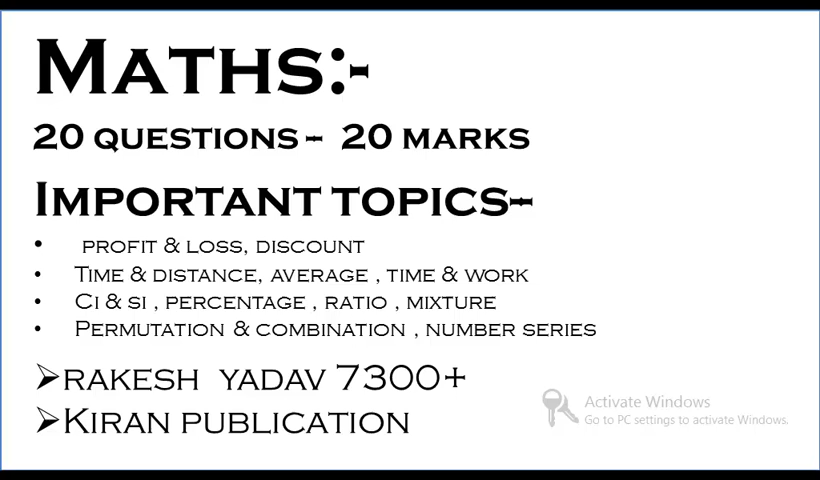 MATHS:-
20 QUESTIONS – 20 MARKS
IMPORTANT TOPICS–
• PROFIT & LOSS, DISCOUNT
• TIME & DISTANCE, AVERAGE , TIME & WORK
• CI & SI , PERCENTAGE , RATIO , MIXTURE
• PERMUTATION & COMBINATION , NUMBER SERIES
➢RAKESH YADAV 7300+
➢KIRAN PUBLICATION
Activate Windows
Go to PC settings to activate Windows.